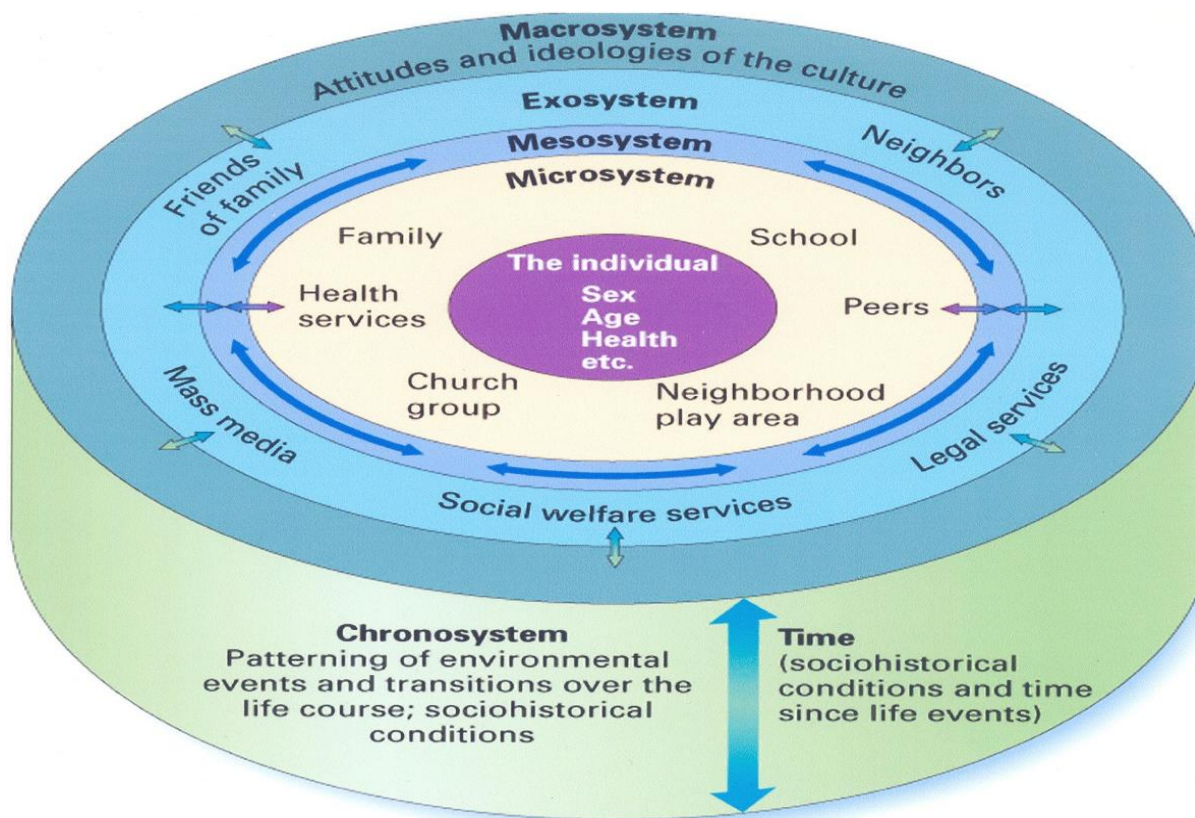 Macrosystem
Attitudes and ideologies of the culture
Exosystem
Mesosystem
Microsystem
Friends
of family
Neighbors
Family
School
The individual
Sex
Age
Health
etc.
Health
services
Peers
Church
group
Neighborhood
play area
Mass media
Legal services
Social welfare services
Chronosystem
Patterning of environmental
events and transitions over the
life course; sociohistorical
conditions
Time
(sociohistorical
conditions and time
since life events)